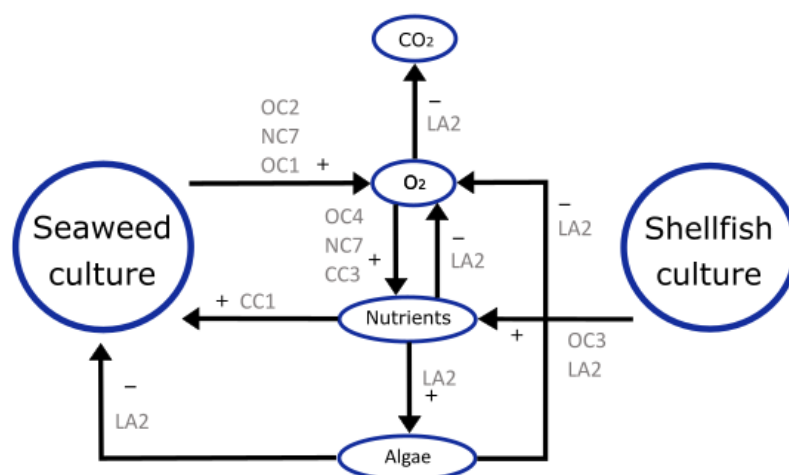 CO₂
−
LA2
OC2
NC7
OC1 +
O₂
Seaweed
culture
OC4
NC7
CC3 +
−
LA2
−
LA2
Shellfish
culture
+ CC1
Nutrients
+
OC3
LA2
LA2
+
−
LA2
Algae